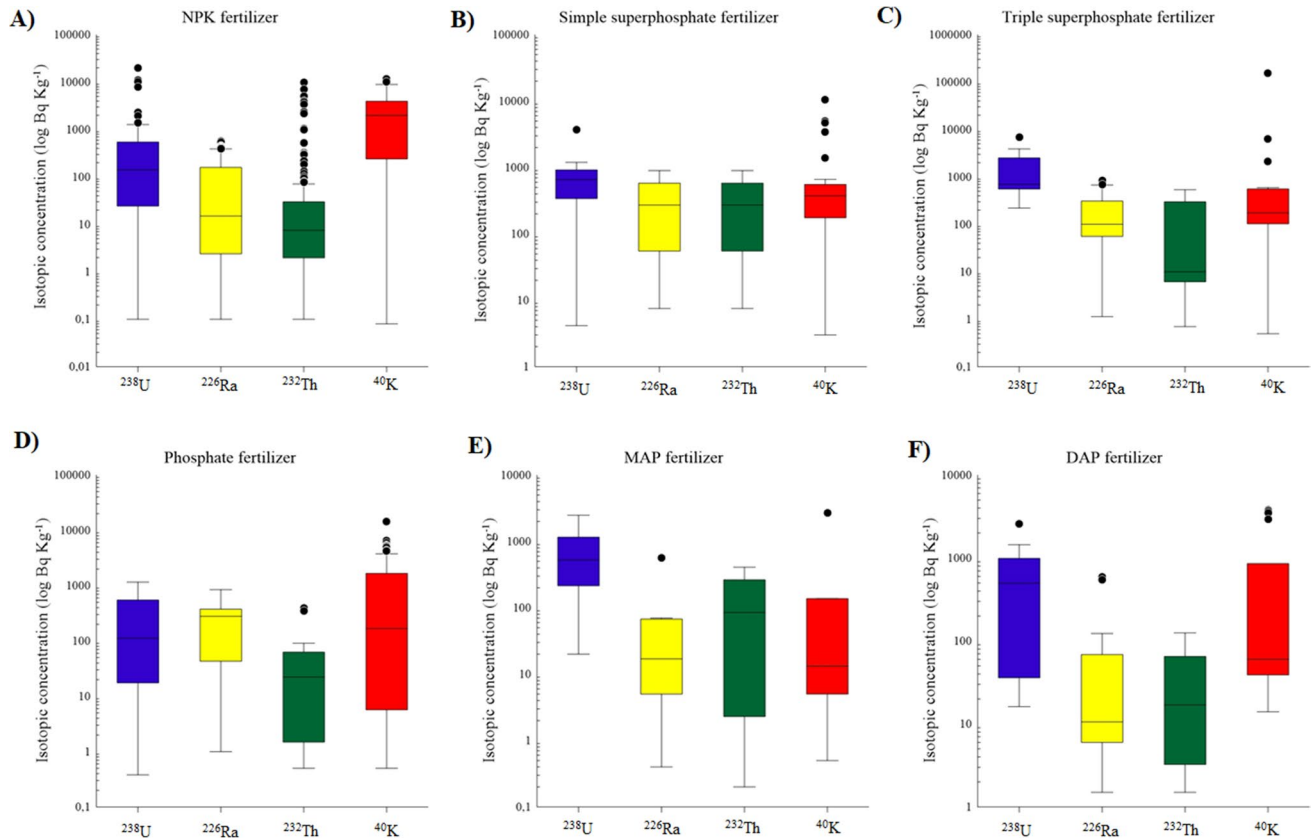 A) NPK fertilizer
Isotopic concentration (log Bq Kg⁻¹)
100000
10000
1000
100
10
1
0.1
0.01
²³⁸U ²²⁶Ra ²³²Th ⁴⁰K
B) Simple superphosphate fertilizer
Isotopic concentration (log Bq Kg⁻¹)
100000
10000
1000
100
10
1
²³⁸U ²²⁶Ra ²³²Th ⁴⁰K
C) Triple superphosphate fertilizer
Isotopic concentration (log Bq Kg⁻¹)
1000000
100000
10000
1000
100
10
1
0.1
²³⁸U ²²⁶Ra ²³²Th ⁴⁰K
D) Phosphate fertilizer
Isotopic concentration (log Bq Kg⁻¹)
100000
10000
1000
100
10
1
0.1
²³⁸U ²²⁶Ra ²³²Th ⁴⁰K
E) MAP fertilizer
Isotopic concentration (log Bq Kg⁻¹)
10000
1000
100
10
1
0.1
²³⁸U ²²⁶Ra ²³²Th ⁴⁰K
F) DAP fertilizer
Isotopic concentration (log Bq Kg⁻¹)
10000
1000
100
10
1
²³⁸U ²²⁶Ra ²³²Th ⁴⁰K